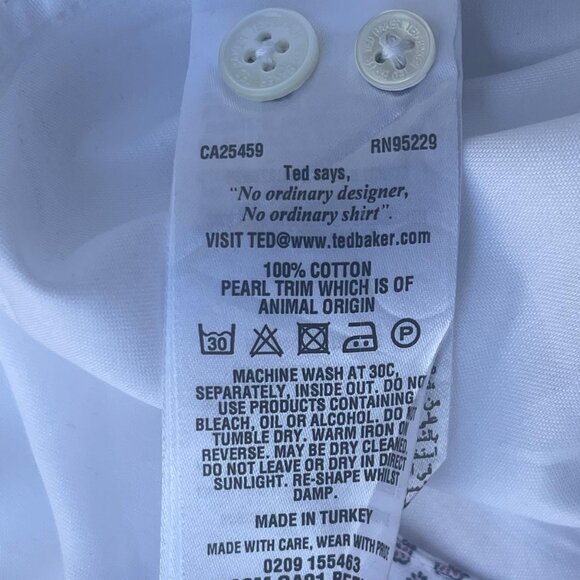 CA25459 RN95229
Ted says,
"No ordinary designer,
No ordinary shirt".
VISIT TED@www.tedbaker.com
100% COTTON
PEARL TRIM WHICH IS OF
ANIMAL ORIGIN
30 P
MACHINE WASH AT 30C,
SEPARATELY, INSIDE OUT. DO
USE PRODUCTS CONTAINING
BLEACH, OIL OR ALCOHOL. DO
TUMBLE DRY. WARM IRON
REVERSE. MAY BE DRY CLEANED
DO NOT LEAVE OR DRY IN DIRECT
SUNLIGHT. RE-SHAPE WHILST
DAMP.
MADE IN TURKEY
MADE WITH CARE, WEAR WITH
0209 155463